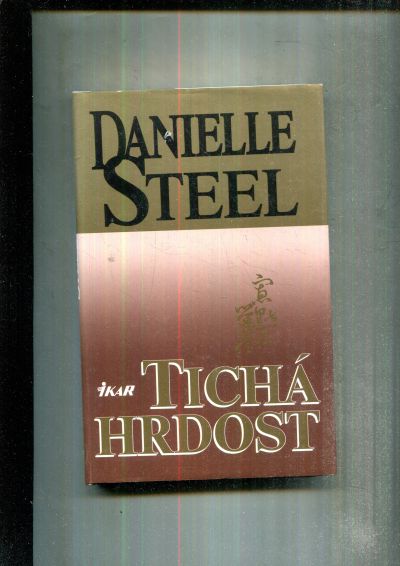 DANIELLE
STEEL
iKAR
TICHÁ
HRDOST